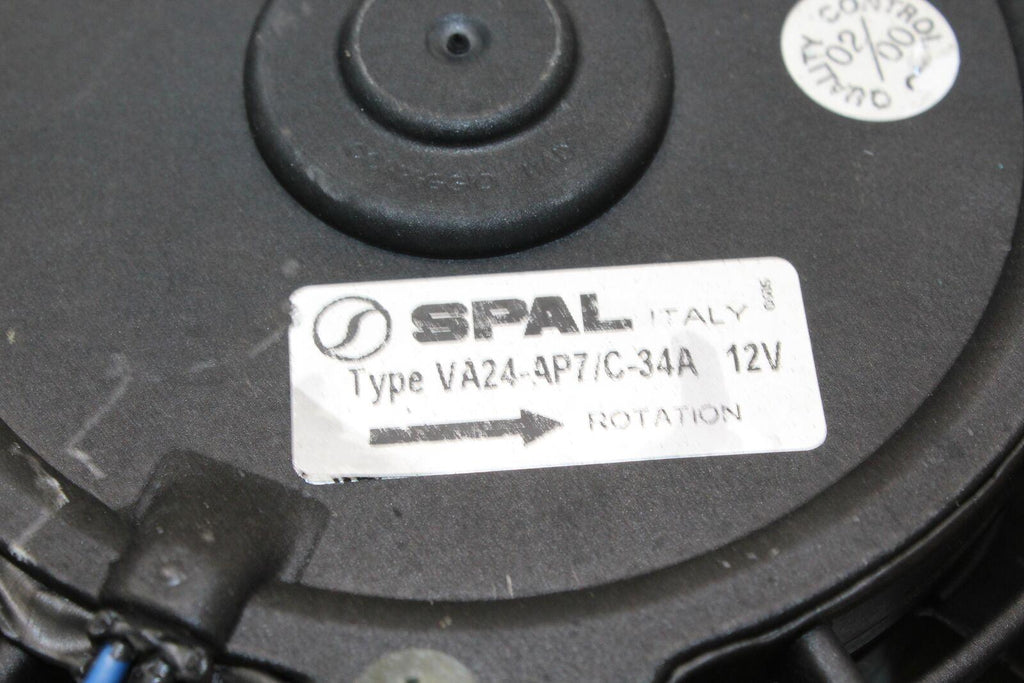 QUALITY CONTROL
02/00
SPAL ITALY
Type VA24-AP7/C-34A 12V
ROTATION